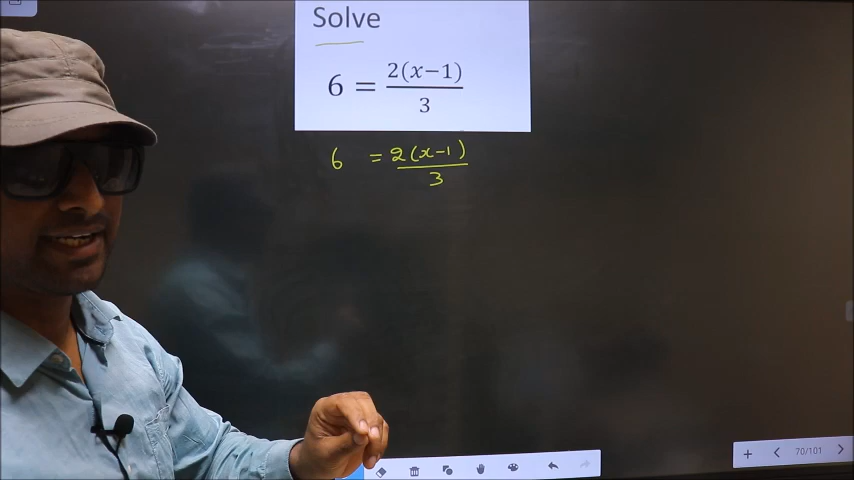 Solve
6 = 2(x−1)/3
6 = 2(x-1)/3
70/101